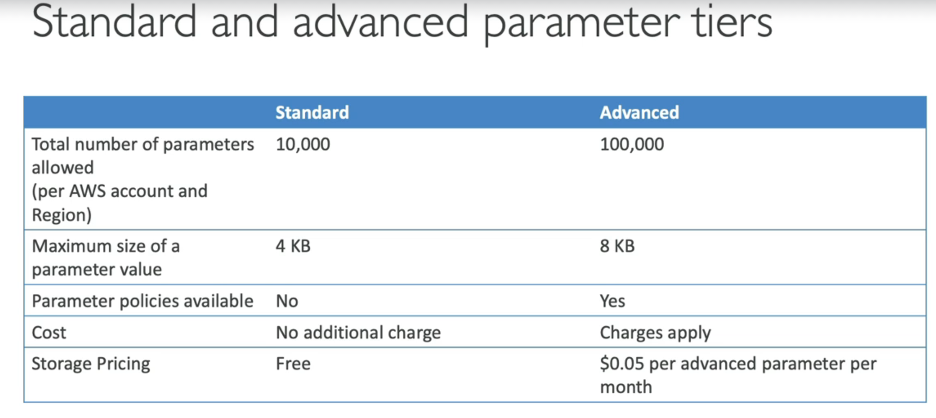 Standard and advanced parameter tiers
Standard Advanced
Total number of parameters 10,000 100,000
allowed
(per AWS account and
Region)
Maximum size of a 4 KB 8 KB
parameter value
Parameter policies available No Yes
Cost No additional charge Charges apply
Storage Pricing Free $0.05 per advanced parameter per
month